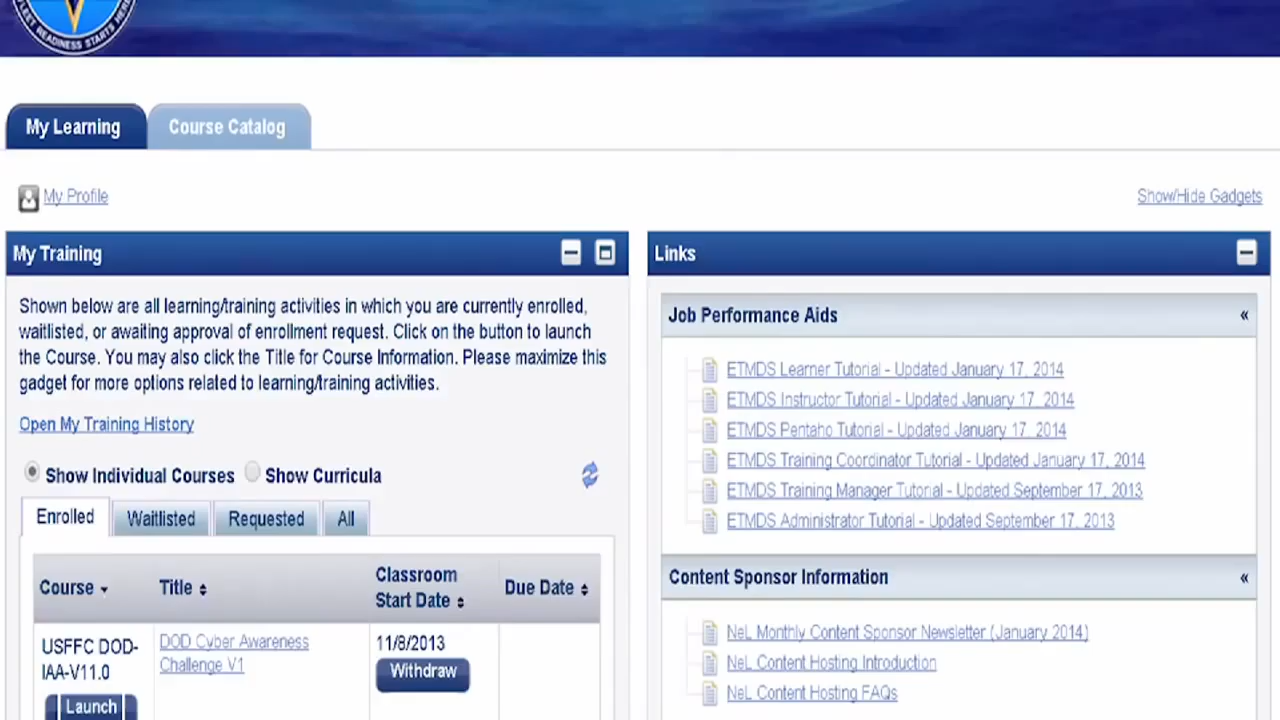 FLEET READINESS STARTS HERE
My Learning
Course Catalog
My Profile
Show/Hide Gadgets
My Training
Shown below are all learning/training activities in which you are currently enrolled,
waitlisted, or awaiting approval of enrollment request. Click on the button to launch
the Course. You may also click the Title for Course Information. Please maximize this
gadget for more options related to learning/training activities.
Open My Training History
Show Individual Courses
Show Curricula
Enrolled
Waitlisted
Requested
All
Course
Title
Classroom
Start Date
Due Date
USFFC DOD-
IAA-V11.0
Launch
DOD Cyber Awareness
Challenge V1
11/8/2013
Withdraw
Links
Job Performance Aids «
ETMDS Learner Tutorial - Updated January 17, 2014
ETMDS Instructor Tutorial - Updated January 17, 2014
ETMDS Pentaho Tutorial - Updated January 17, 2014
ETMDS Training Coordinator Tutorial - Updated January 17, 2014
ETMDS Training Manager Tutorial - Updated September 17, 2013
ETMDS Administrator Tutorial - Updated September 17, 2013
Content Sponsor Information «
NeL Monthly Content Sponsor Newsletter (January 2014)
NeL Content Hosting Introduction
NeL Content Hosting FAQs